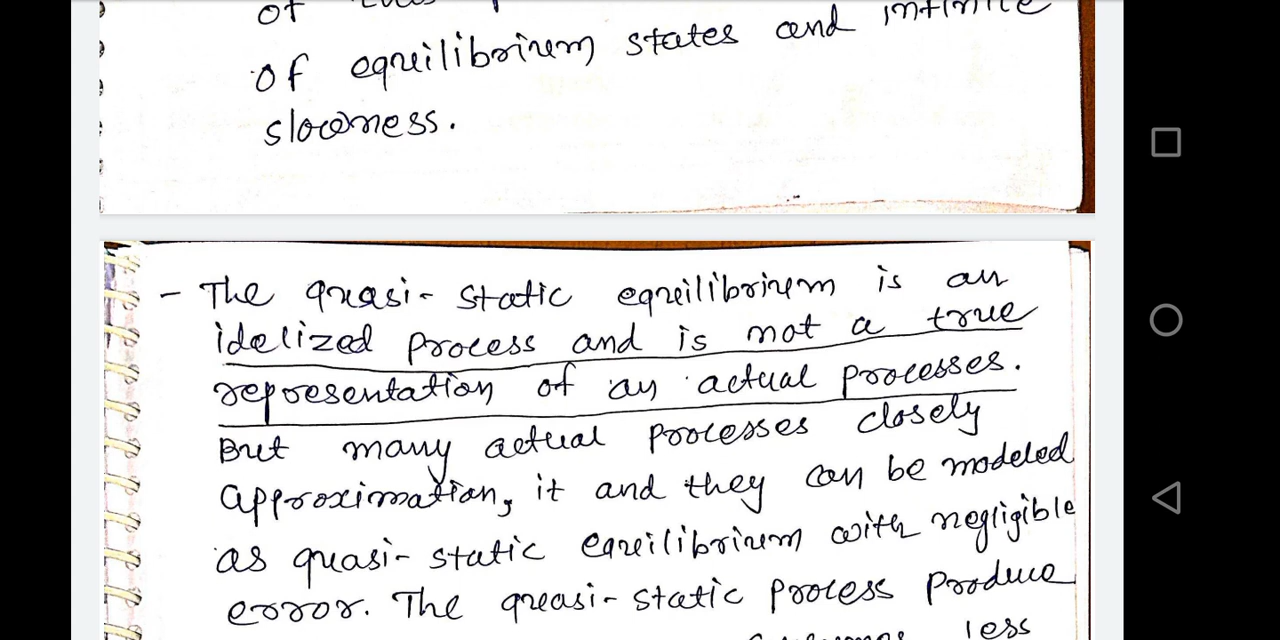 of
of equilibrium states and infinite
slowness.
- The quasi-static equilibrium is an
idelized process and is not a true
representation of an actual processes.
But many actual processes closely
approximation, it and they can be modeled
as quasi-static equilibrium with negligible
error. The quasi-static process produce
less